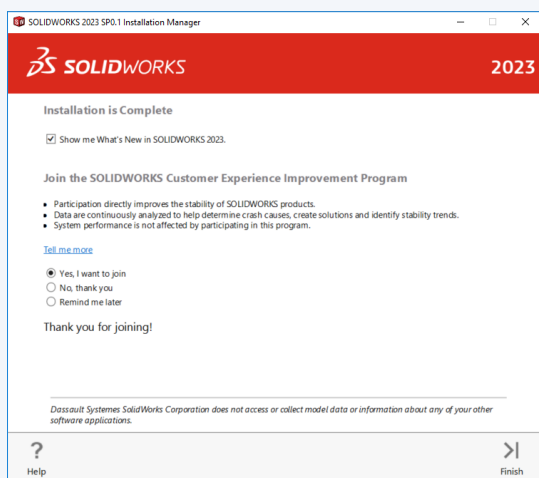 SOLIDWORKS 2023 SP0.1 Installation Manager
SOLIDWORKS 2023
Installation is Complete
Show me What's New in SOLIDWORKS 2023.
Join the SOLIDWORKS Customer Experience Improvement Program
Participation directly improves the stability of SOLIDWORKS products.
Data are continuously analyzed to help determine crash causes, create solutions and identify stability trends.
System performance is not affected by participating in this program.
Tell me more
Yes, I want to join
No, thank you
Remind me later
Thank you for joining!
Dassault Systemes SolidWorks Corporation does not access or collect model data or information about any of your other
software applications.
Help
Finish